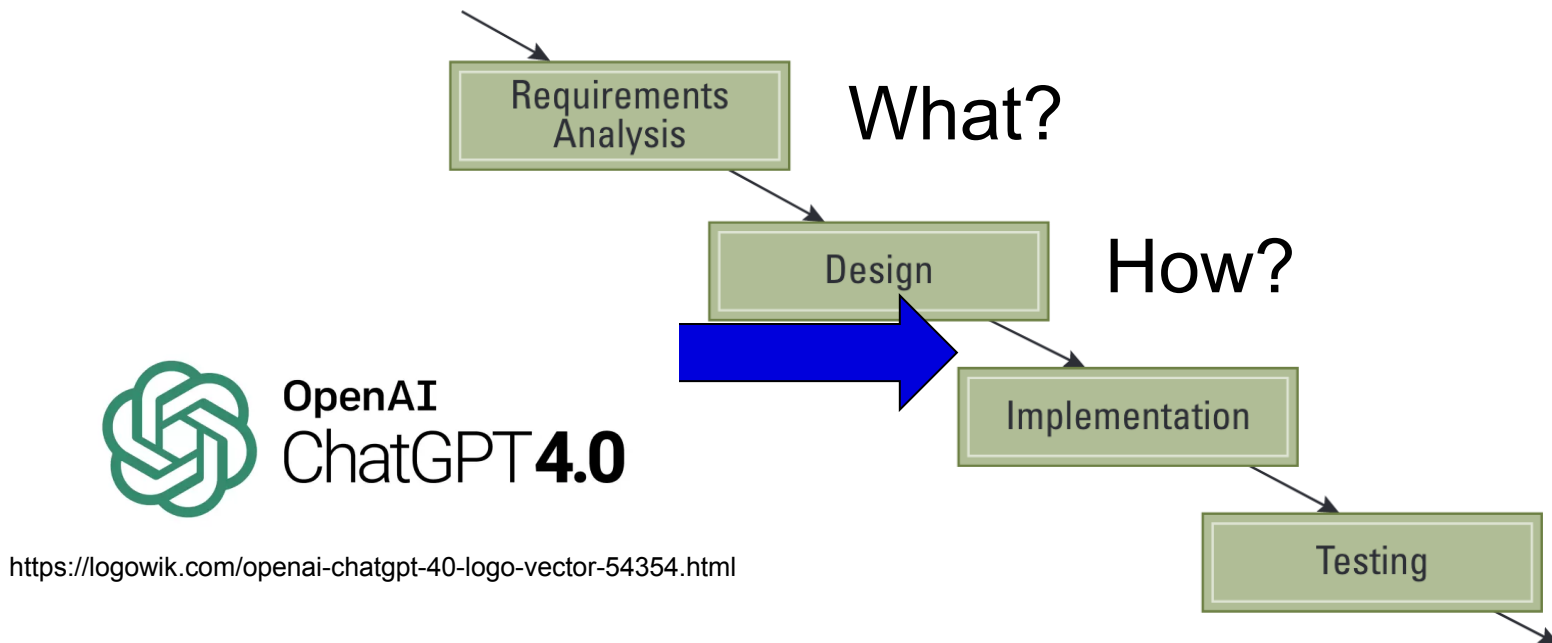 Requirements
Analysis
What?
Design
How?
OpenAI
ChatGPT4.0
Implementation
https://logowik.com/openai-chatgpt-40-logo-vector-54354.html
Testing